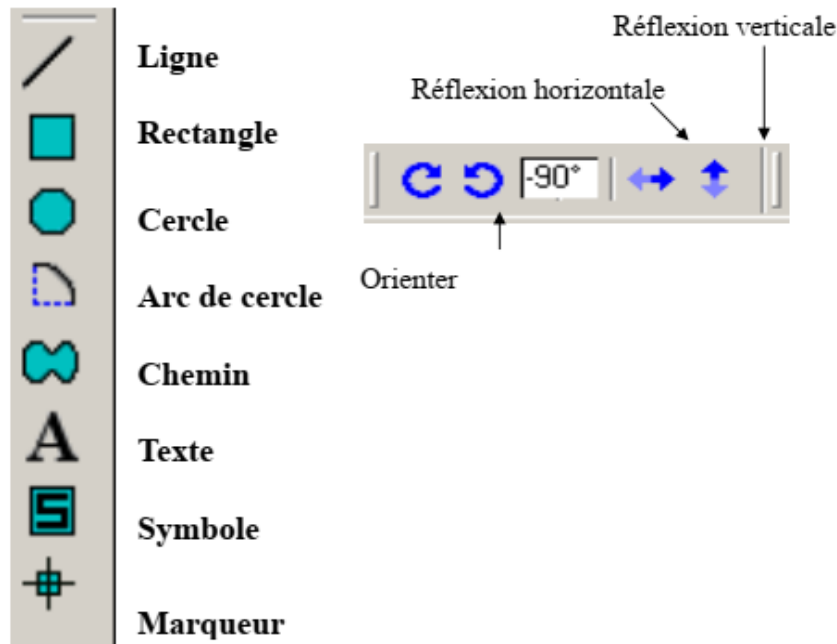 Réflexion verticale
Réflexion horizontale
-90°
Orienter
Ligne
Rectangle
Cercle
Arc de cercle
Chemin
A
Texte
S
Symbole
Marqueur